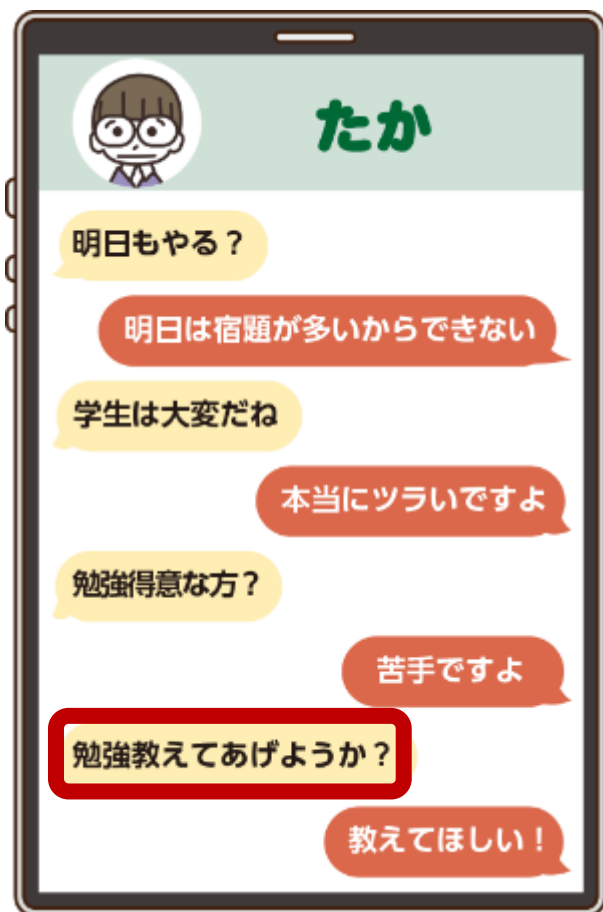 たか
明日もやる？
明日は宿題が多いからできない
学生は大変だね
本当にツラいですよ
勉強得意な方？
苦手ですよ
勉強教えてあげようか？
教えてほしい！